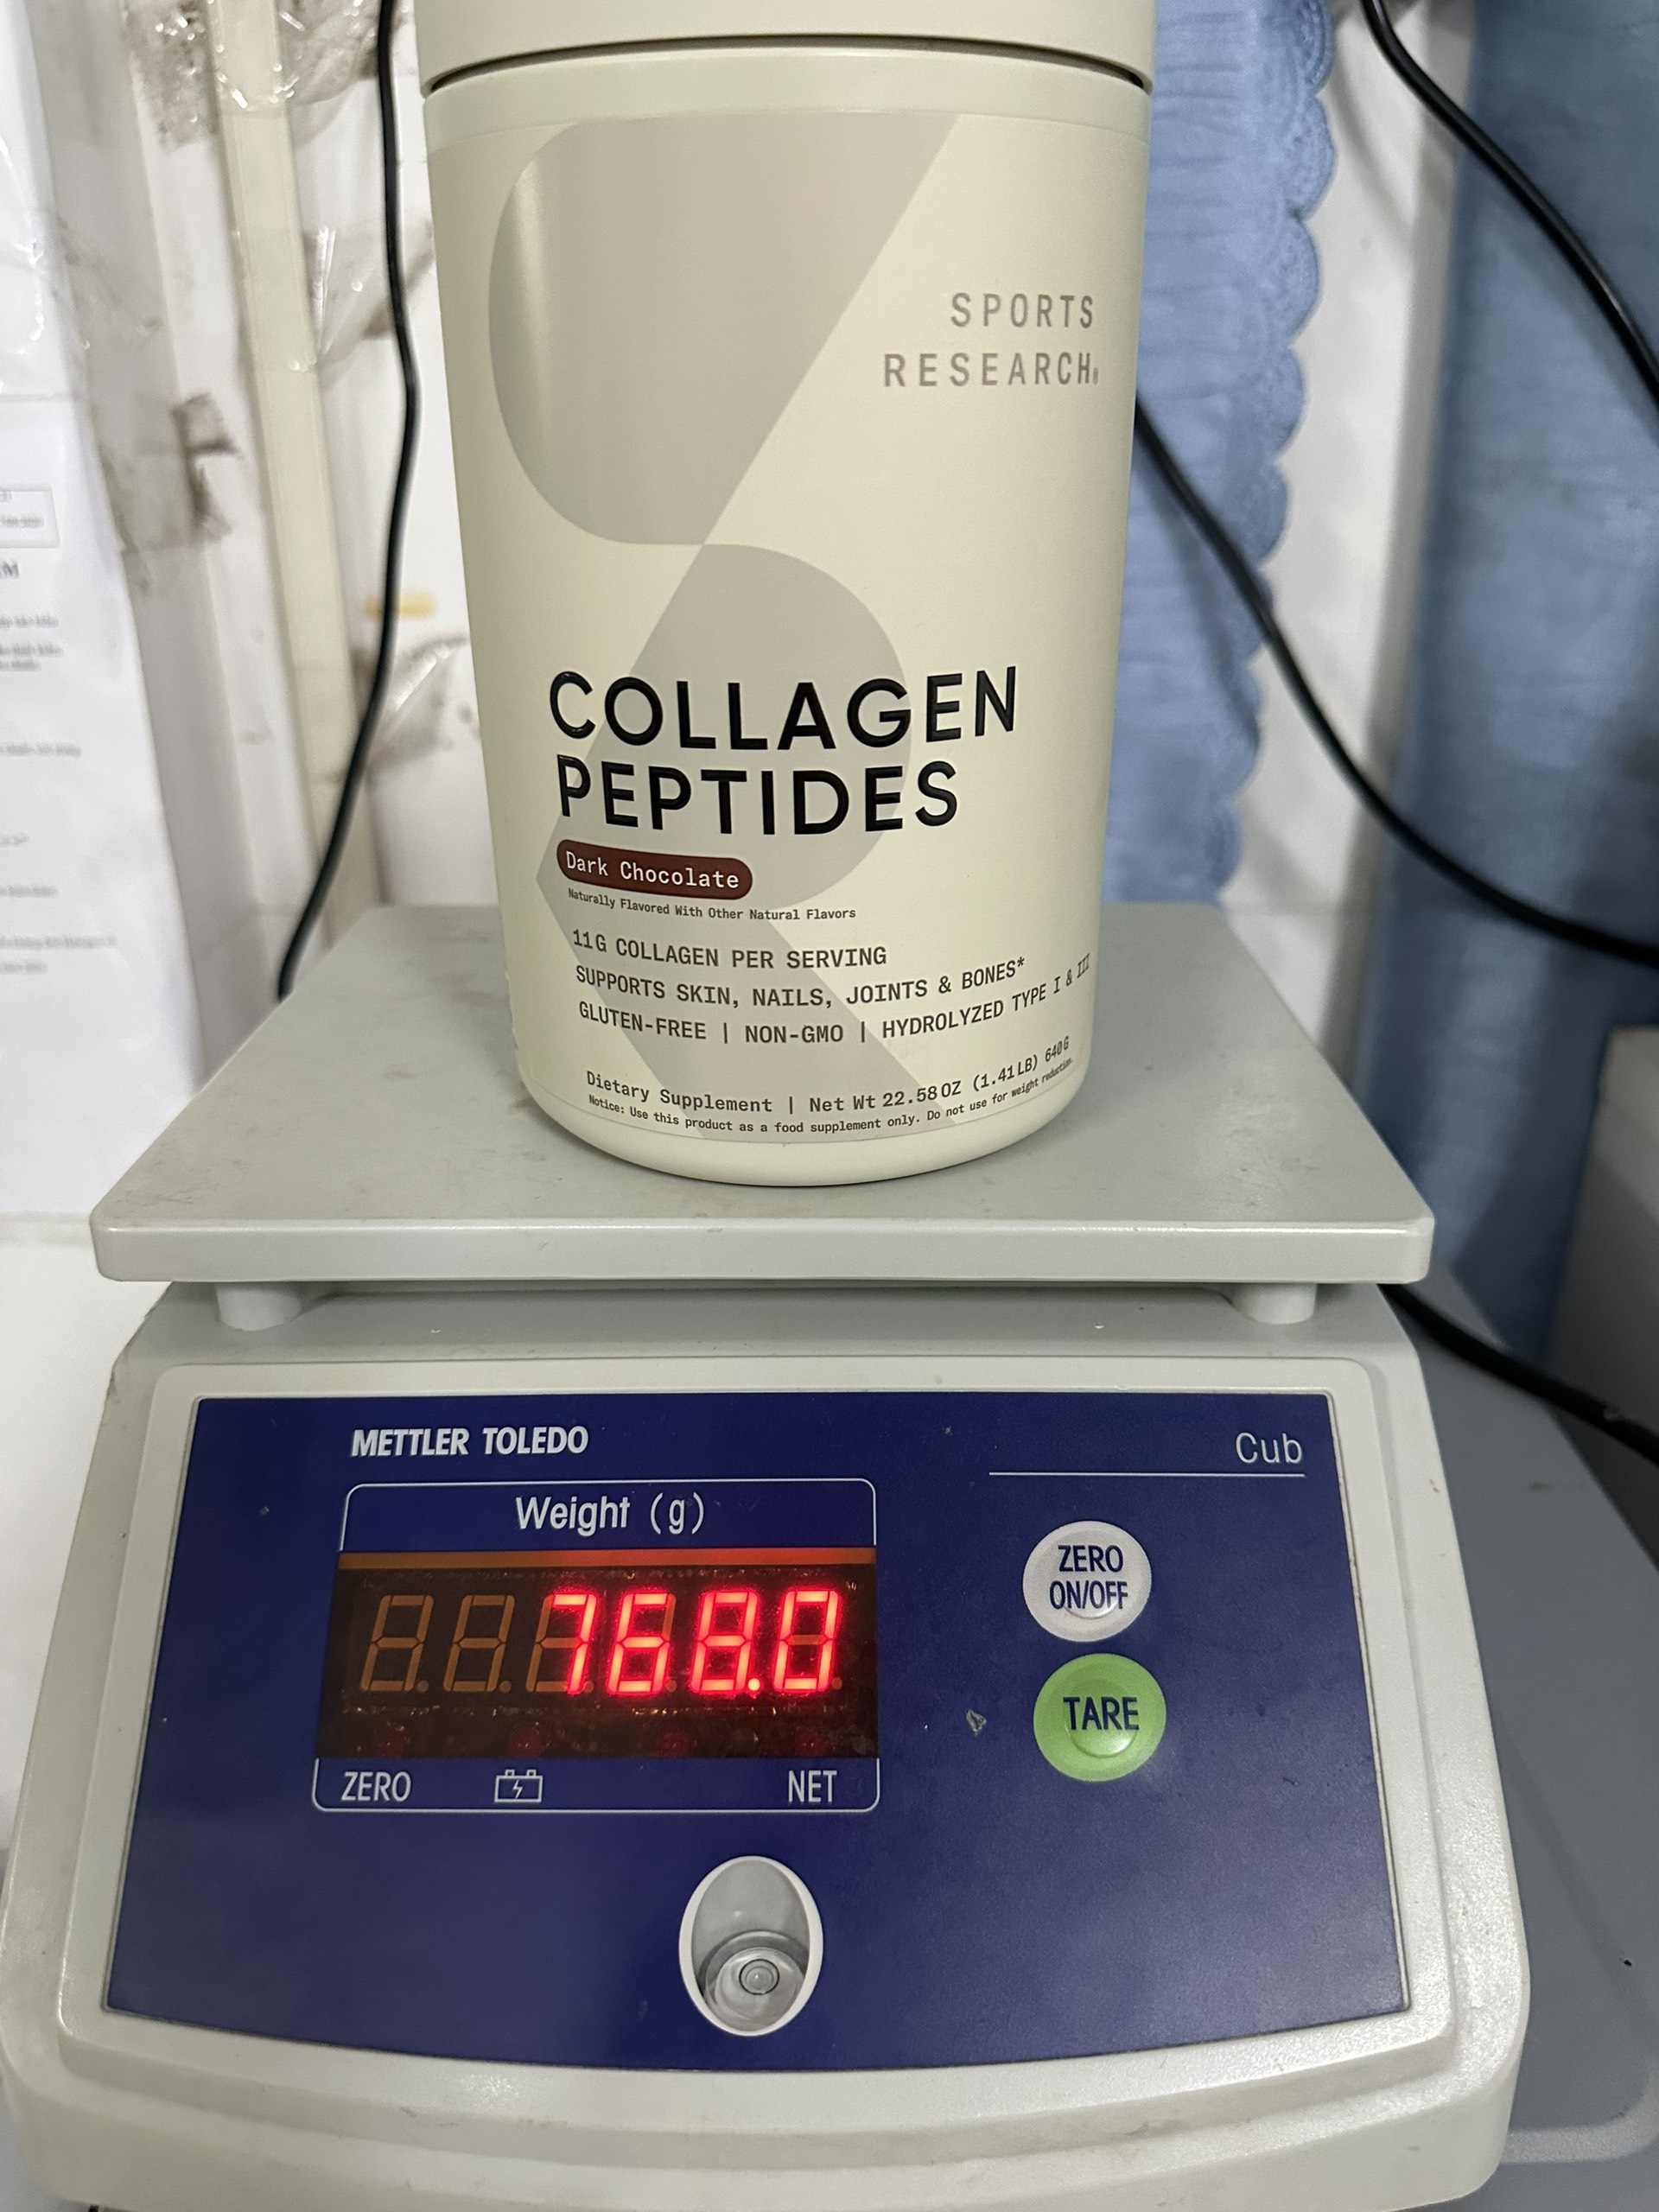 SPORTS
RESEARCH®
COLLAGEN
PEPTIDES
Dark Chocolate
Naturally Flavored With Other Natural Flavors
11G COLLAGEN PER SERVING
SUPPORTS SKIN, NAILS, JOINTS & BONES*
GLUTEN-FREE | NON-GMO | HYDROLYZED TYPE I & III
Dietary Supplement | Net Wt 22.58 OZ (1.41 LB) 640 G
Notice: Use this product as a food supplement only. Do not use for weight reduction.
METTLER TOLEDO
Cub
Weight (g)
768.0
ZERO
ON/OFF
TARE
ZERO
NET